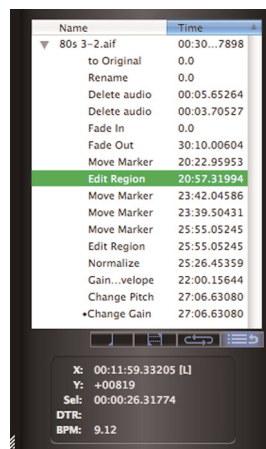 Name Time
80s 3-2.aif 00:30...7898
to Original 0.0
Rename 0.0
Delete audio 00:05.65264
Delete audio 00:03.70527
Fade In 0.0
Fade Out 30:10.00604
Move Marker 20:22.95953
Edit Region 20:57.31994
Move Marker 23:42.04586
Move Marker 23:39.50431
Move Marker 25:55.05245
Edit Region 25:55.05245
Normalize 25:26.45359
Gain...velope 22:00.15644
Change Pitch 27:06.63080
•Change Gain 27:06.63080
X: 00:11:59.33205 [L]
Y: +00819
Sel: 00:00:26.31774
DTR:
BPM: 9.12